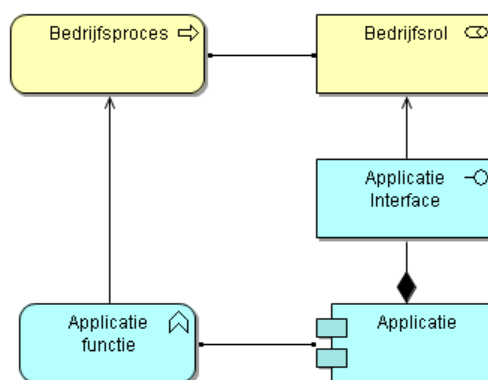 Bedrijfsproces
Bedrijfsrol
Applicatie
Interface
Applicatie
functie
Applicatie